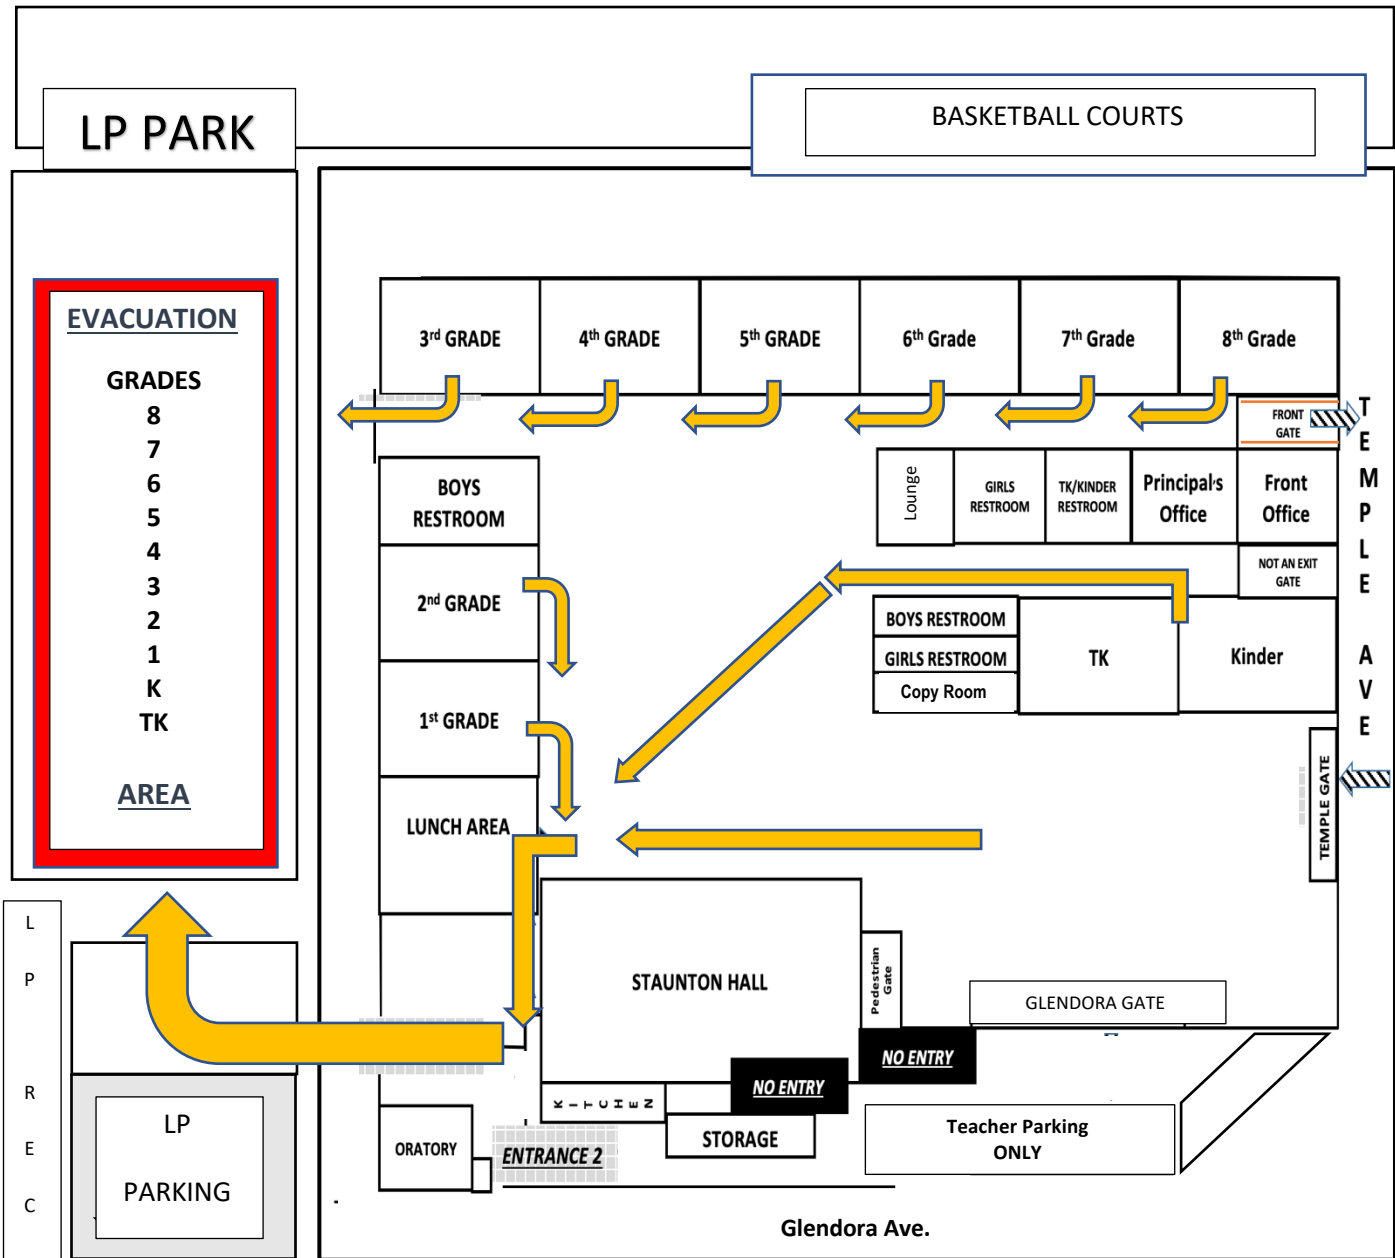 LP PARK
BASKETBALL COURTS
EVACUATION
GRADES
8
7
6
5
4
3
2
1
K
TK
AREA
3rd GRADE
4th GRADE
5th GRADE
6th Grade
7th Grade
8th Grade
FRONT
GATE
TEMPLE AVE
BOYS
RESTROOM
Lounge
GIRLS
RESTROOM
TK/KINDER
RESTROOM
Principal's
Office
Front
Office
NOT AN EXIT
GATE
2nd GRADE
BOYS RESTROOM
GIRLS RESTROOM
Copy Room
TK
Kinder
1st GRADE
LUNCH AREA
TEMPLE GATE
STAUNTON HALL
Pedestrian
Gate
GLENDORA GATE
NO ENTRY
NO ENTRY
KITCHEN
STORAGE
Teacher Parking
ONLY
ORATORY
ENTRANCE 2
LP REC
LP
PARKING
Glendora Ave.